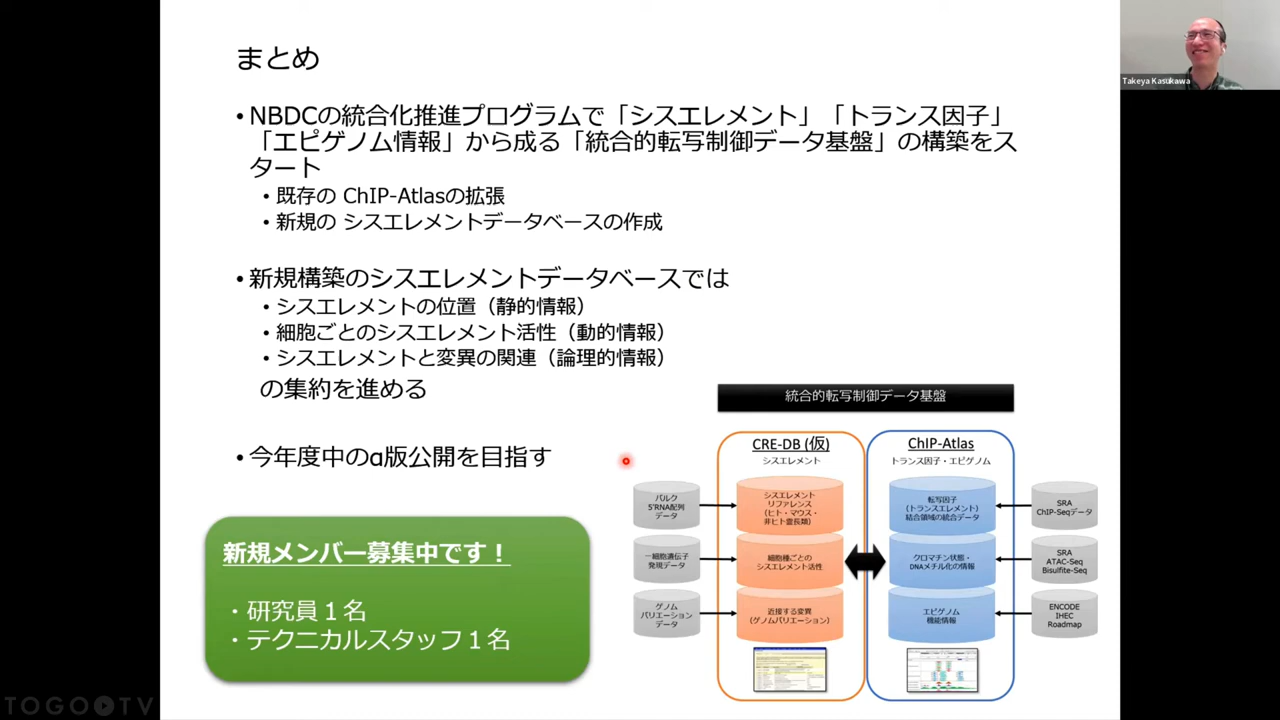 まとめ
Takeya Kasukawa
• NBDCの統合化推進プログラムで「シスエレメント」「トランス因子」
「エピゲノム情報」から成る「統合的転写制御データ基盤」の構築をス
タート
• 既存の ChIP-Atlasの拡張
• 新規の シスエレメントデータベースの作成
• 新規構築のシスエレメントデータベースでは
• シスエレメントの位置（静的情報）
• 細胞ごとのシスエレメント活性（動的情報）
• シスエレメントと変異の関連（論理的情報）
の集約を進める
• 今年度中のα版公開を目指す
新規メンバー募集中です！
・研究員１名
・テクニカルスタッフ１名
統合的転写制御データ基盤
CRE-DB (仮)
シスエレメント
ChIP-Atlas
トランス因子・エピゲノム
バルク
5'RNA配列
データ
シスエレメント
リファレンス
（ヒト・マウス・
非ヒト霊長類）
転写因子
（トランスエレメント）
結合領域の統合データ
SRA
ChIP-Seqデータ
一細胞遺伝子
発現データ
細胞種ごとの
シスエレメント活性
クロマチン状態・
DNAメチル化の情報
SRA
ATAC-Seq
Bisulfite-Seq
ゲノム
バリエーション
データ
近接する変異
（ゲノムバリエーション）
エピゲノム
機能情報
ENCODE
IHEC
Roadmap
TOGO TV